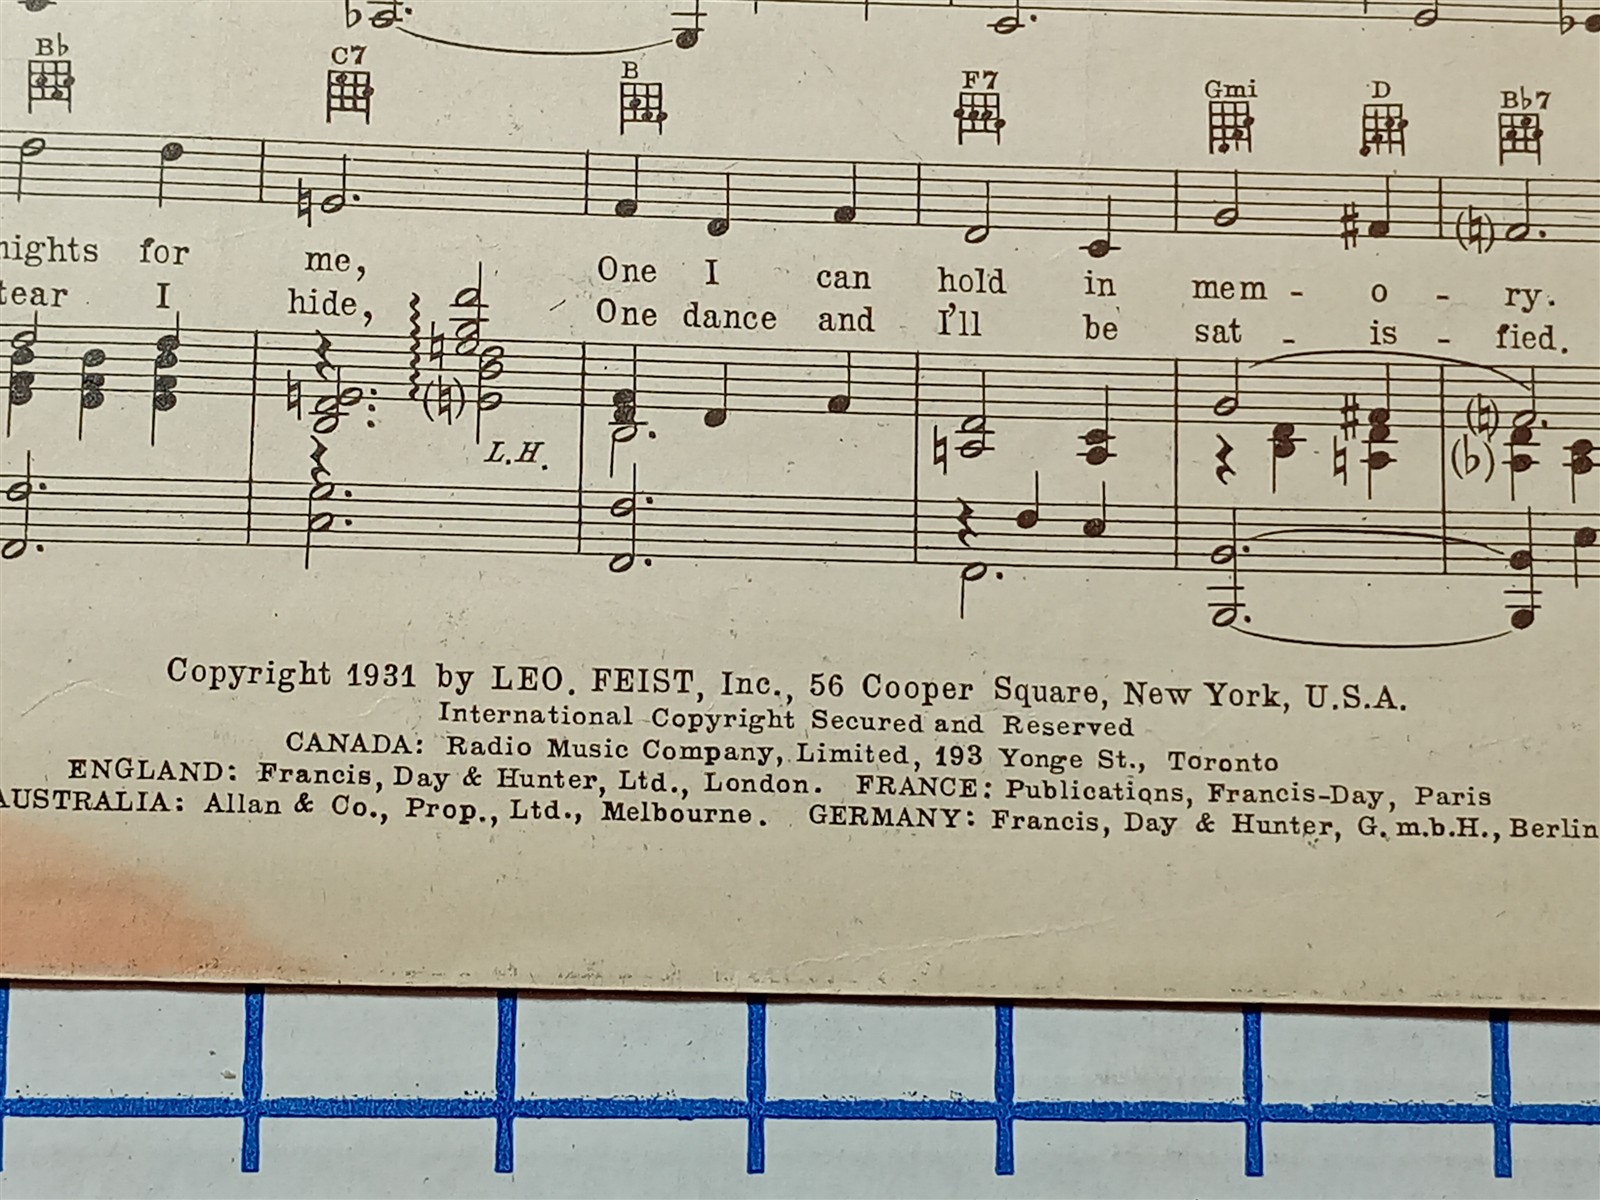 Bb C7 B F7 Gmi D Bb7
nights for me, One I can hold in mem - o - ry.
tear I hide, One dance and I'll be sat - is - fied.
L.H.
Copyright 1931 by LEO. FEIST, Inc., 56 Cooper Square, New York, U.S.A.
International Copyright Secured and Reserved
CANADA: Radio Music Company, Limited, 193 Yonge St., Toronto
ENGLAND: Francis, Day & Hunter, Ltd., London. FRANCE: Publications, Francis-Day, Paris
AUSTRALIA: Allan & Co., Prop., Ltd., Melbourne. GERMANY: Francis, Day & Hunter, G.m.b.H., Berlin